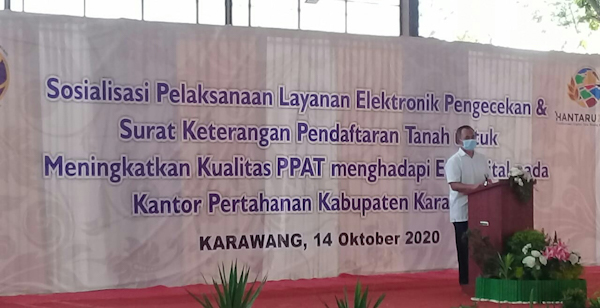 Sosialisasi Pelaksanaan Layanan Elektronik Pengecekan &
Surat Keterangan Pendaftaran Tanah
Meningkatkan Kualitas PPAT menghadapi
Kantor Pertahanan Kabupaten
KARAWANG, 14 Oktober 2020
HANTARU